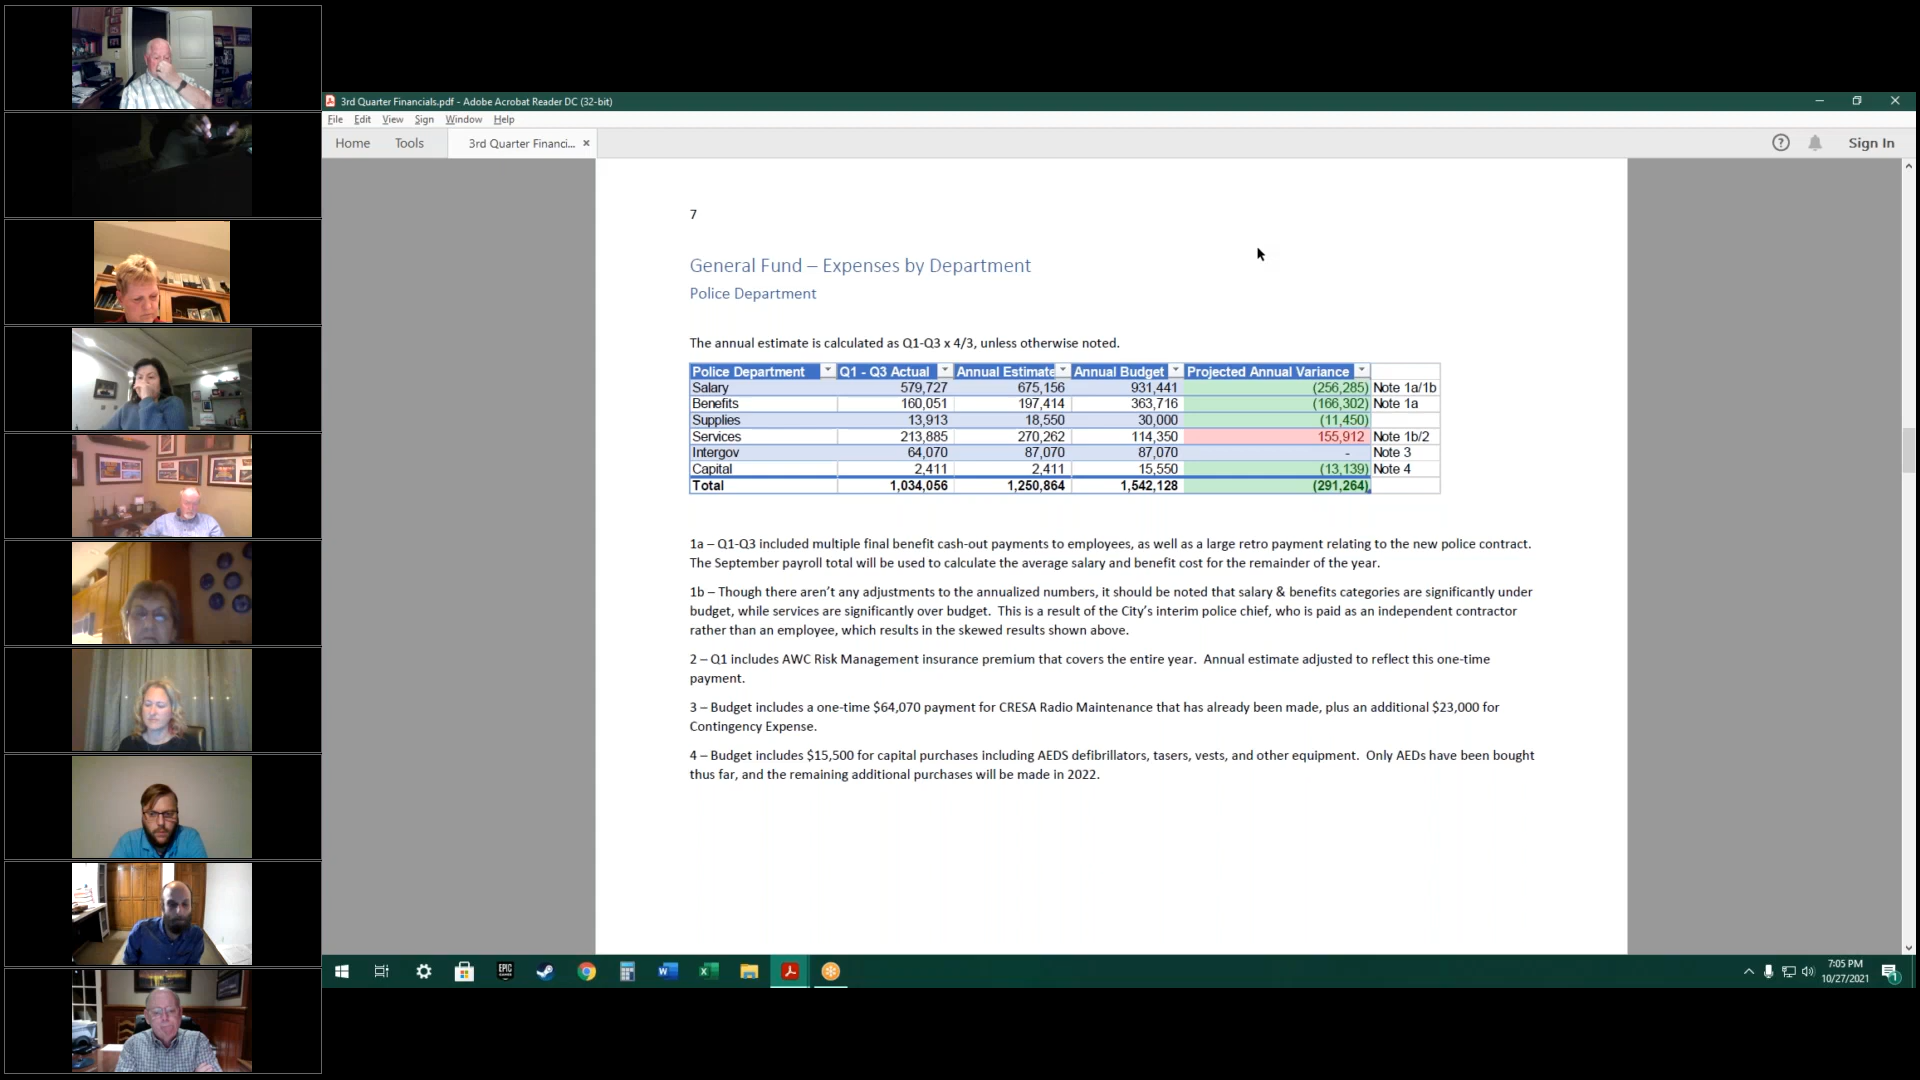 3rd Quarter Financials.pdf - Adobe Acrobat Reader DC (32-bit)
File Edit View Sign Window Help
Home Tools 3rd Quarter Financi... × Sign In
7
General Fund – Expenses by Department
Police Department
The annual estimate is calculated as Q1-Q3 x 4/3, unless otherwise noted.
Police Department Q1 - Q3 Actual Annual Estimate Annual Budget Projected Annual Variance
Salary 579,727 675,156 931,441 (256,285) Note 1a/1b
Benefits 160,051 197,414 363,716 (166,302) Note 1a
Supplies 13,913 18,550 30,000 (11,450)
Services 213,885 270,262 114,350 155,912 Note 1b/2
Intergov 64,070 87,070 87,070 - Note 3
Capital 2,411 2,411 15,550 (13,139) Note 4
Total 1,034,056 1,250,864 1,542,128 (291,264)
1a – Q1-Q3 included multiple final benefit cash-out payments to employees, as well as a large retro payment relating to the new police contract.
The September payroll total will be used to calculate the average salary and benefit cost for the remainder of the year.
1b – Though there aren't any adjustments to the annualized numbers, it should be noted that salary & benefits categories are significantly under
budget, while services are significantly over budget.  This is a result of the City's interim police chief, who is paid as an independent contractor
rather than an employee, which results in the skewed results shown above.
2 – Q1 includes AWC Risk Management insurance premium that covers the entire year.  Annual estimate adjusted to reflect this one-time
payment.
3 – Budget includes a one-time $64,070 payment for CRESA Radio Maintenance that has already been made, plus an additional $23,000 for
Contingency Expense.
4 – Budget includes $15,500 for capital purchases including AEDS defibrillators, tasers, vests, and other equipment.  Only AEDs have been bought
thus far, and the remaining additional purchases will be made in 2022.
EPIC
7:05 PM
10/27/2021
1